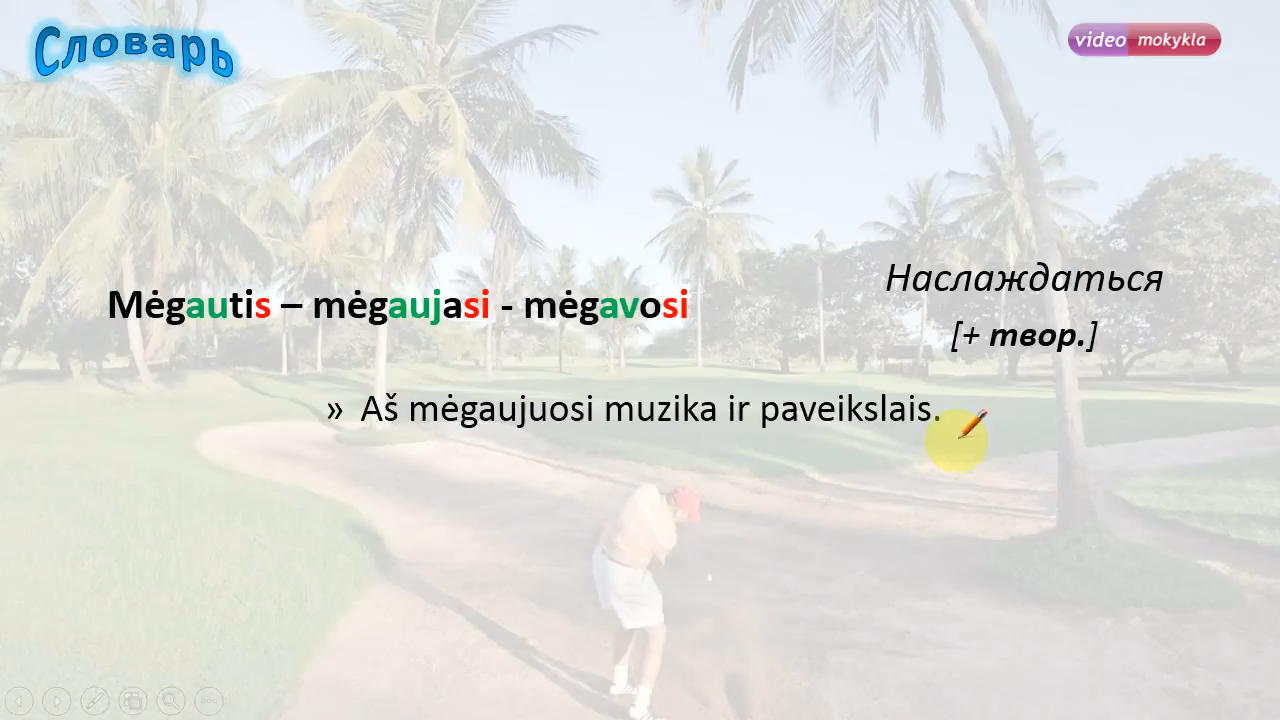 Словарь
video mokykla
Mėgautis – mėgaujasi - mėgavosi
Наслаждаться
[+ твор.]
» Aš mėgaujuosi muzika ir paveikslais.